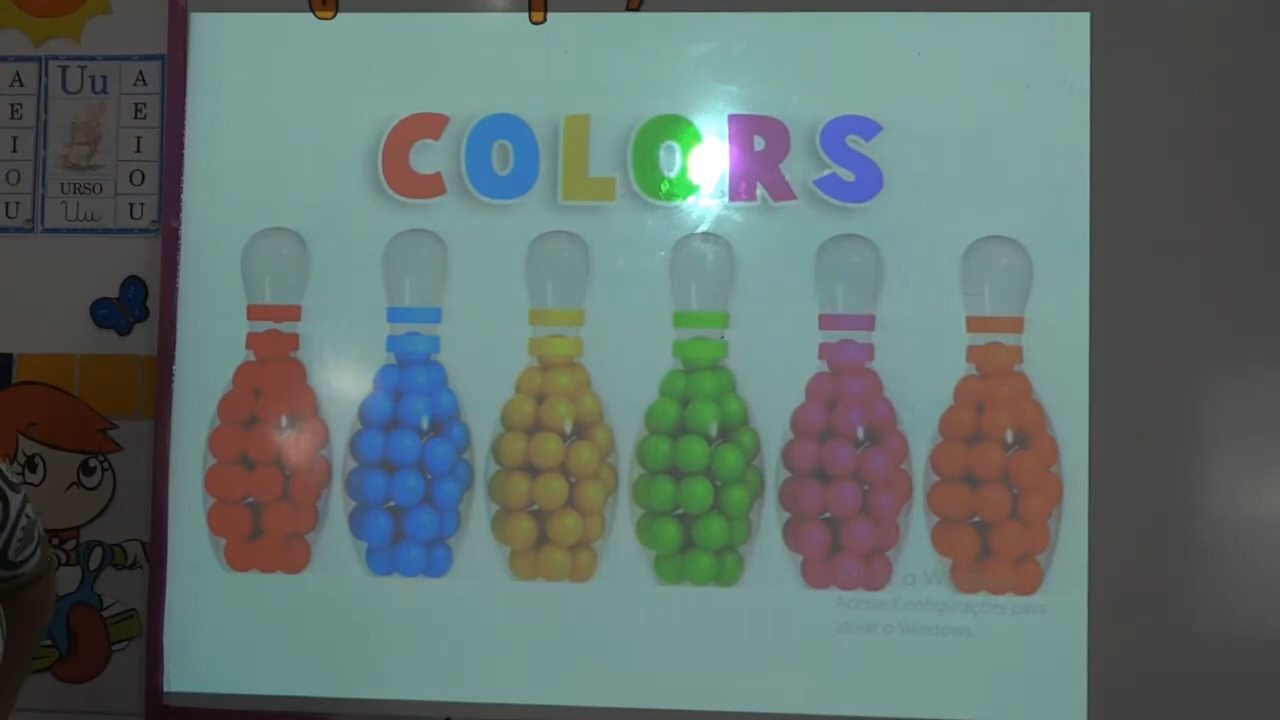 A
E
I
O
U
Uu
URSO
Uu
A
E
I
O
U
COLORS
Acesse Configurações para
ativar o Windows.